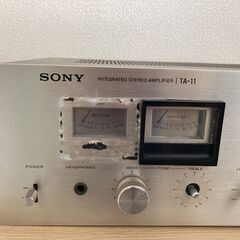 SONY
INTEGRATED STEREO AMPLIFIER | TA-11
POWER
HEADPHONES
BASS
TONE
TREBLE